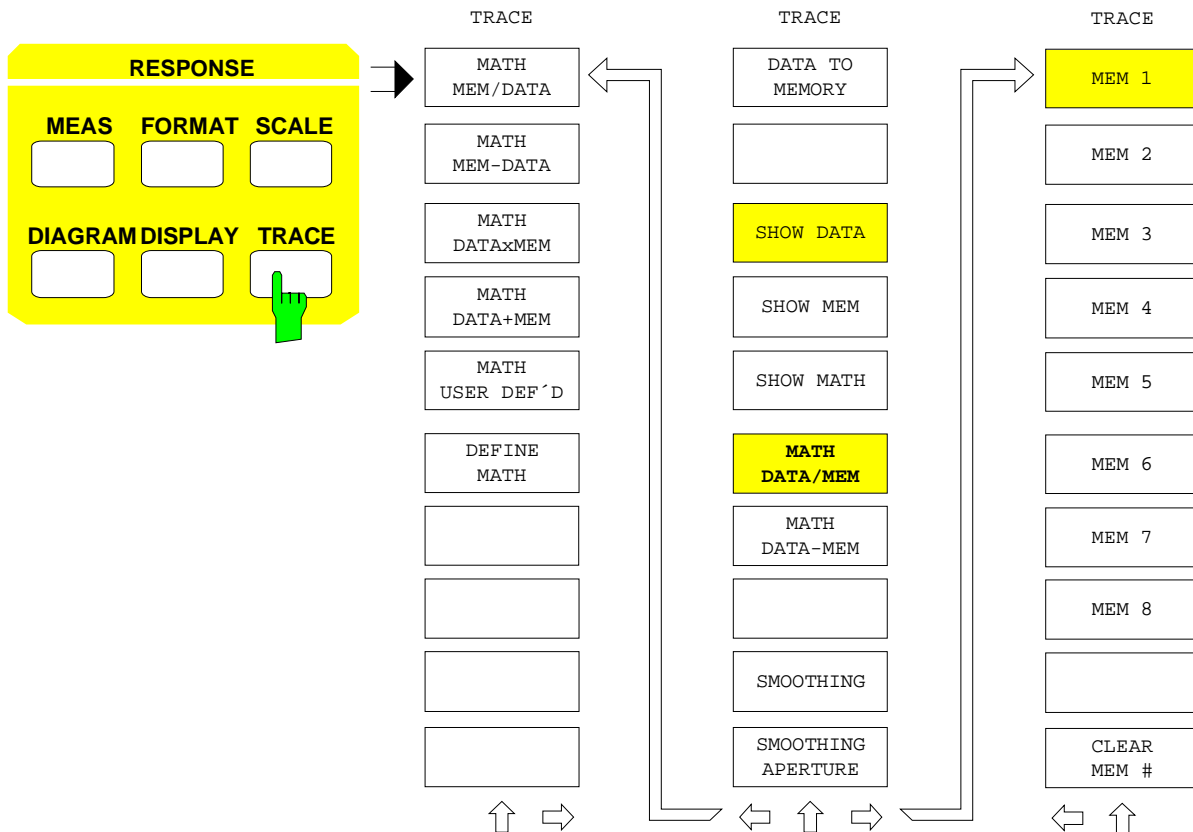 RESPONSE
MEAS FORMAT SCALE
DIAGRAM DISPLAY TRACE
TRACE
MATH
MEM/DATA
MATH
MEM-DATA
MATH
DATAxMEM
MATH
DATA+MEM
MATH
USER DEF´D
DEFINE
MATH
TRACE
DATA TO
MEMORY
SHOW DATA
SHOW MEM
SHOW MATH
MATH
DATA/MEM
MATH
DATA-MEM
SMOOTHING
SMOOTHING
APERTURE
TRACE
MEM 1
MEM 2
MEM 3
MEM 4
MEM 5
MEM 6
MEM 7
MEM 8
CLEAR
MEM #